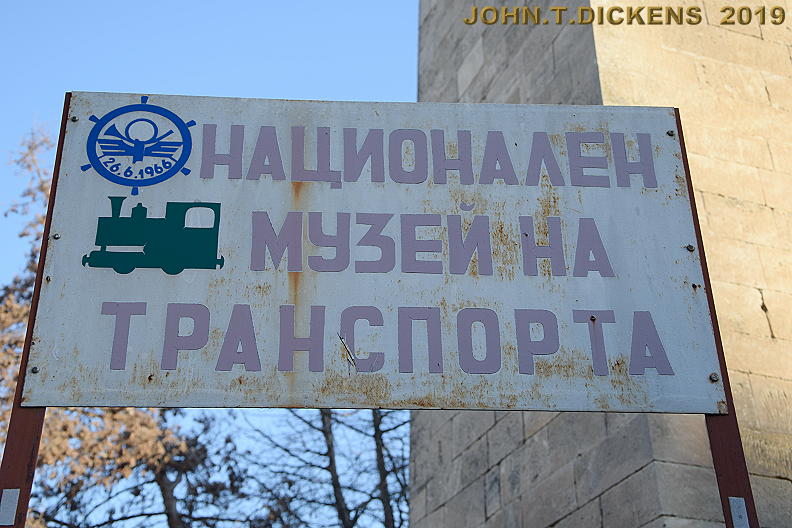 JOHN.T.DICKENS 2019
26.6.1966
НАЦИОНАЛЕН
МУЗЕЙ НА
ТРАНСПОРТА